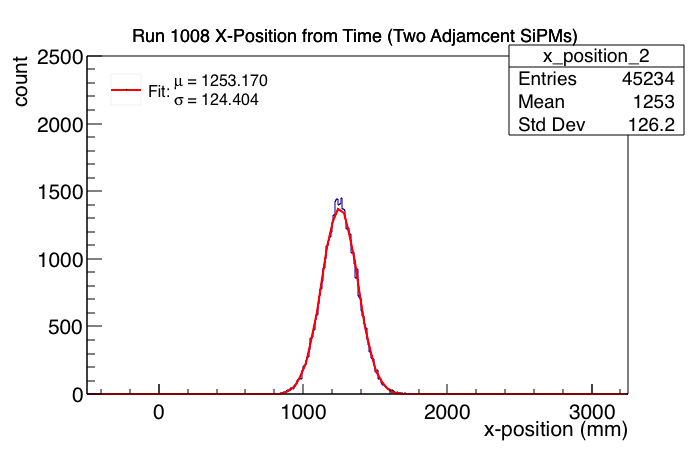 Run 1008 X-Position from Time (Two Adjamcent SiPMs)
x_position_2
Entries 45234
Mean 1253
Std Dev 126.2
Fit: μ = 1253.170
σ = 124.404
count
2500
2000
1500
1000
500
0
0 1000 2000 3000
x-position (mm)